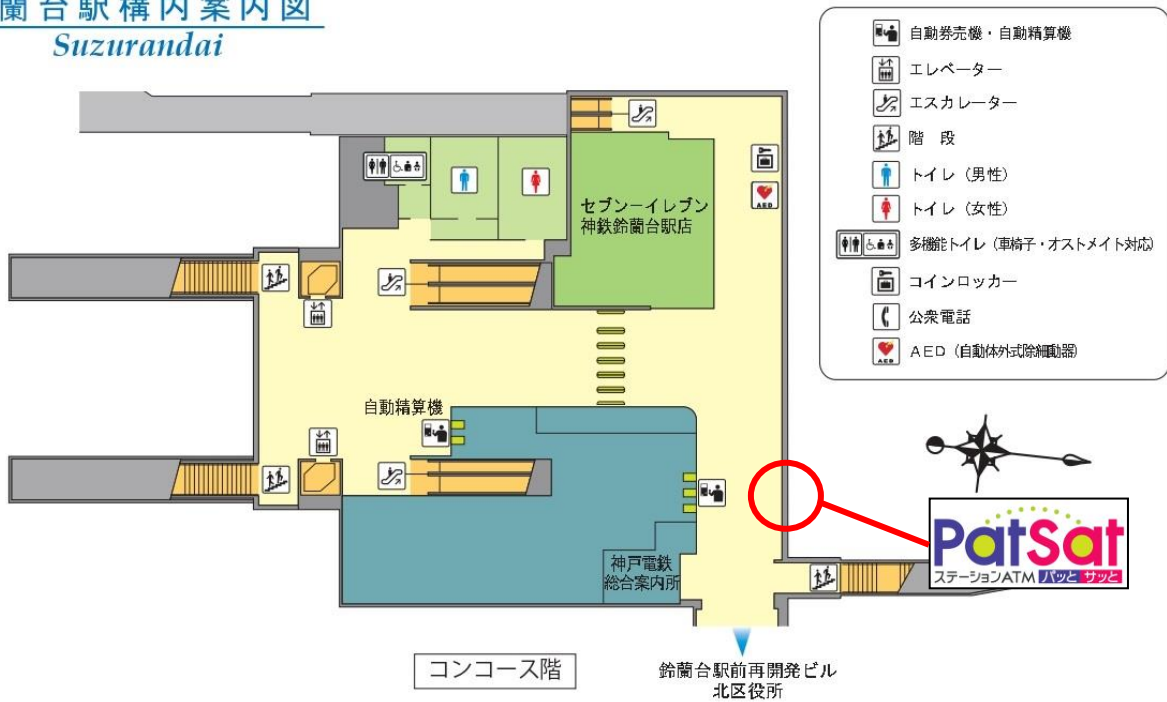 蘭台駅構内案内図
Suzurandai
自動券売機・自動精算機
エレベーター
エスカレーター
階 段
トイレ（男性）
トイレ（女性）
多機能トイレ（車椅子・オストメイト対応）
コインロッカー
公衆電話
AED（自動体外式除細動器）
セブン－イレブン
神鉄鈴蘭台駅店
AED
自動精算機
神戸電鉄
総合案内所
PatSat
ステーションATM パッと サッと
コンコース階
鈴蘭台駅前再開発ビル
北区役所